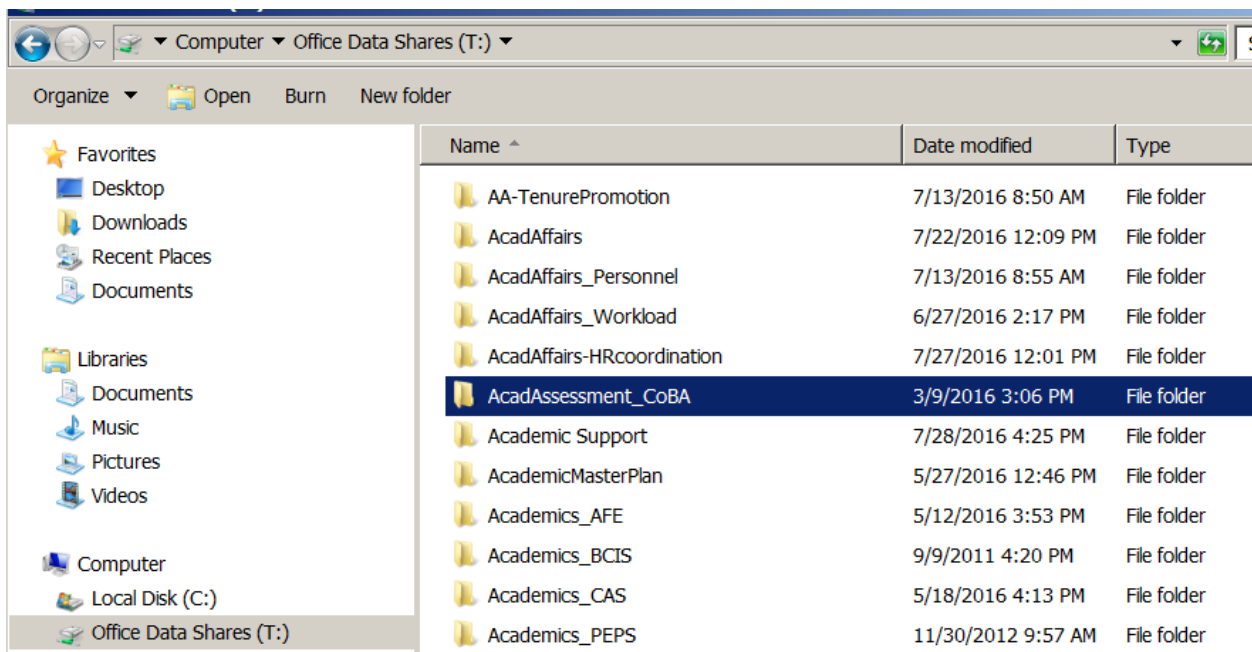 Computer Office Data Shares (T:)
Organize Open Burn New folder
Favorites
Desktop
Downloads
Recent Places
Documents
Libraries
Documents
Music
Pictures
Videos
Computer
Local Disk (C:)
Office Data Shares (T:)
Name Date modified Type
AA-TenurePromotion 7/13/2016 8:50 AM File folder
AcadAffairs 7/22/2016 12:09 PM File folder
AcadAffairs_Personnel 7/13/2016 8:55 AM File folder
AcadAffairs_Workload 6/27/2016 2:17 PM File folder
AcadAffairs-HRcoordination 7/27/2016 12:01 PM File folder
AcadAssessment_CoBA 3/9/2016 3:06 PM File folder
Academic Support 7/28/2016 4:25 PM File folder
AcademicMasterPlan 5/27/2016 12:46 PM File folder
Academics_AFE 5/12/2016 3:53 PM File folder
Academics_BCIS 9/9/2011 4:20 PM File folder
Academics_CAS 5/18/2016 4:13 PM File folder
Academics_PEPS 11/30/2012 9:57 AM File folder